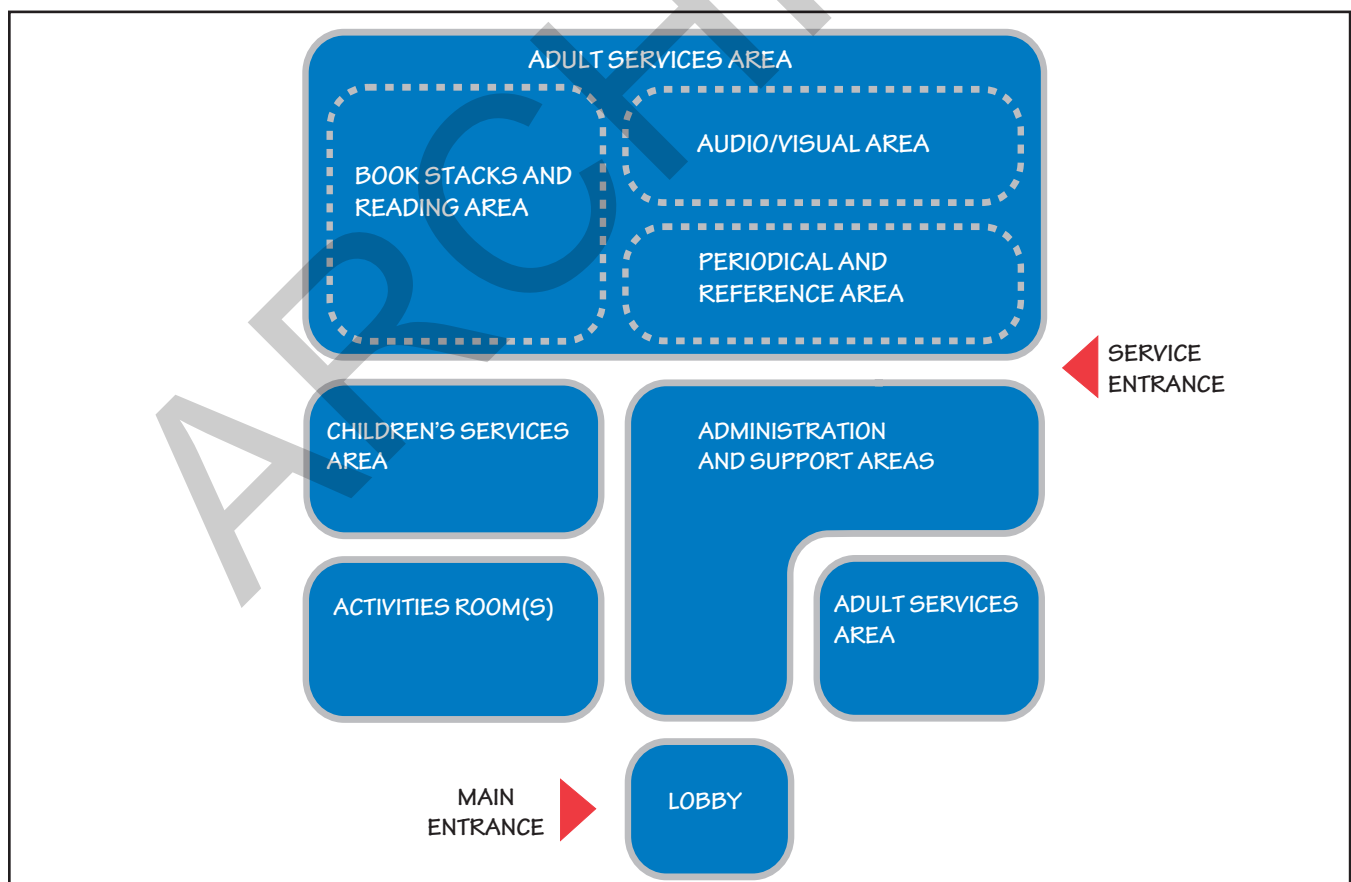 ADULT SERVICES AREA
BOOK STACKS AND
READING AREA
AUDIO/VISUAL AREA
PERIODICAL AND
REFERENCE AREA
SERVICE
ENTRANCE
CHILDREN'S SERVICES
AREA
ADMINISTRATION
AND SUPPORT AREAS
ACTIVITIES ROOM(S)
ADULT SERVICES
AREA
MAIN
ENTRANCE
LOBBY